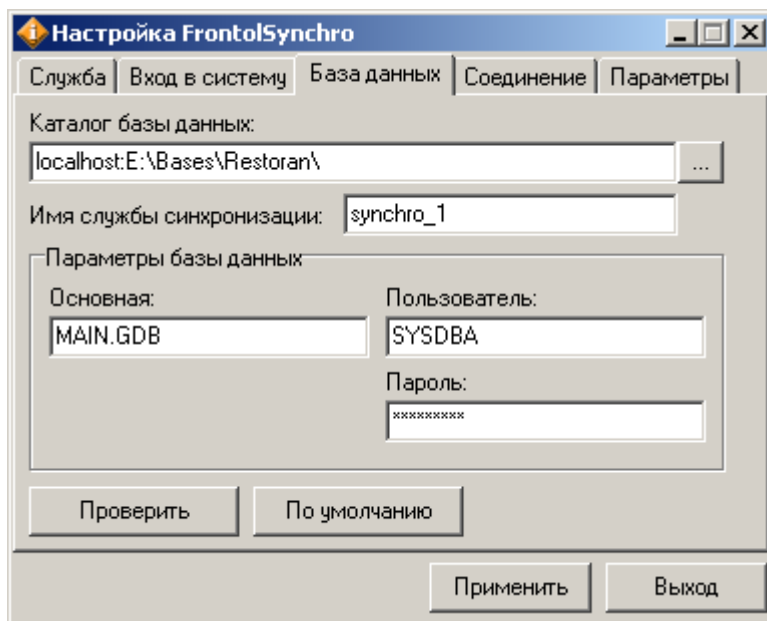 Настройка FrontolSynchro
Служба Вход в систему База данных Соединение Параметры
Каталог базы данных:
localhost:E:\Bases\Restoran\ ...
Имя службы синхронизации: synchro_1
Параметры базы данных
Основная: Пользователь:
MAIN.GDB SYSDBA
Пароль:
*********
Проверить По умолчанию
Применить Выход